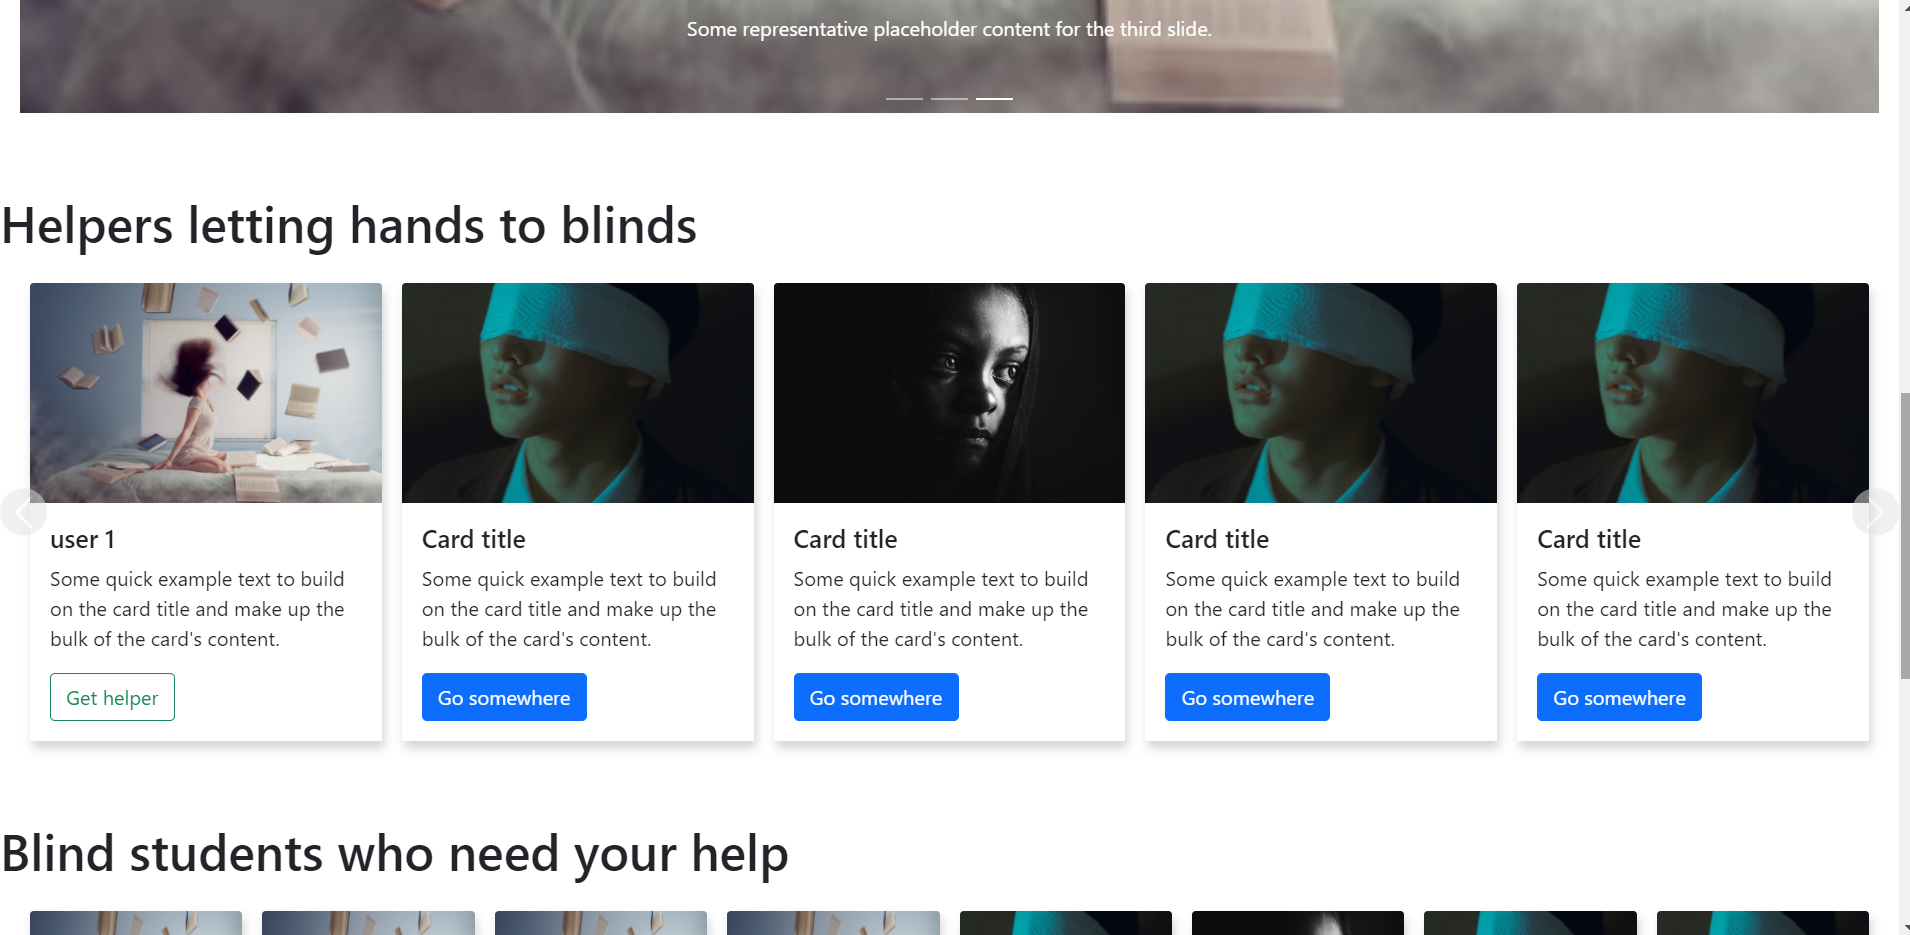 Some representative placeholder content for the third slide.
Helpers letting hands to blinds
user 1
Some quick example text to build
on the card title and make up the
bulk of the card's content.
Get helper
Card title
Some quick example text to build
on the card title and make up the
bulk of the card's content.
Go somewhere
Card title
Some quick example text to build
on the card title and make up the
bulk of the card's content.
Go somewhere
Card title
Some quick example text to build
on the card title and make up the
bulk of the card's content.
Go somewhere
Card title
Some quick example text to build
on the card title and make up the
bulk of the card's content.
Go somewhere
Blind students who need your help